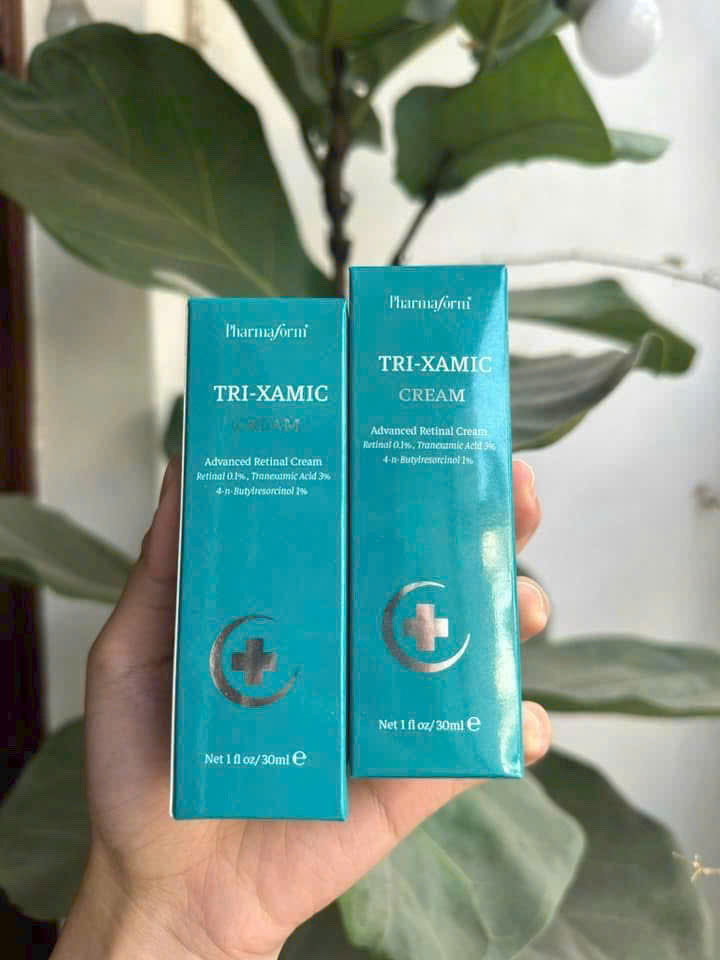 Pharmaform®
TRI-XAMIC
CREAM
Advanced Retinal Cream
Retinal 0.1%, Tranexamic Acid 3%
4-n-Butylresorcinol 1%
Net 1 fl oz/30ml ℮
Pharmaform®
TRI-XAMIC
CREAM
Advanced Retinal Cream
Retinal 0.1%, Tranexamic Acid 3%
4-n-Butylresorcinol 1%
Net 1 fl oz/30ml ℮